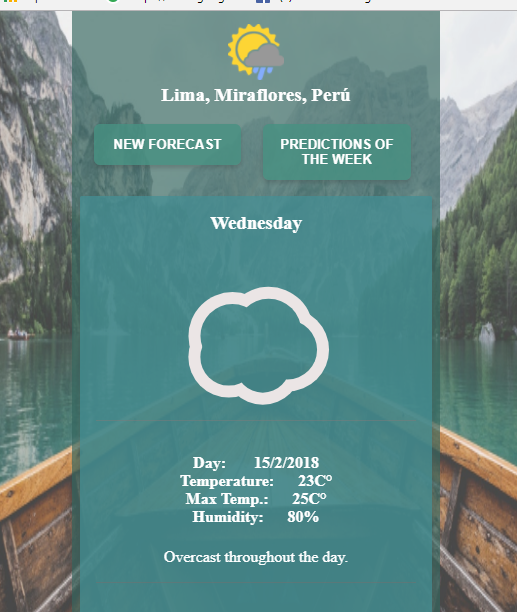 Lima, Miraflores, Perú
NEW FORECAST
PREDICTIONS OF
THE WEEK
Wednesday
Day: 15/2/2018
Temperature: 23C°
Max Temp.: 25C°
Humidity: 80%
Overcast throughout the day.